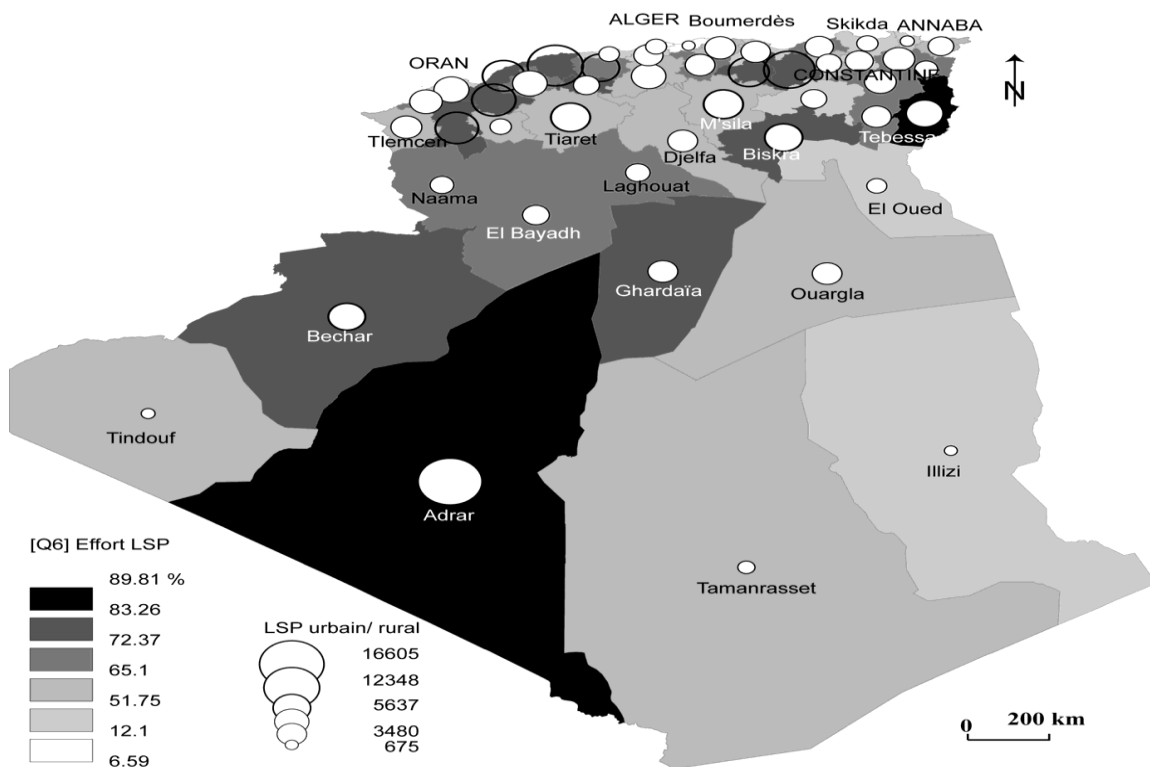 ALGER
Boumerdès
Skikda
ANNABA
ORAN
CONSTANTINE
N
M'sila
Tlemcen
Tiaret
Tebessa
Djelfa
Biskra
Naama
Laghouat
El Oued
El Bayadh
Ghardaïa
Ouargla
Bechar
Tindouf
Illizi
Adrar
Tamanrasset
[Q6] Effort LSP
89.81 %
83.26
72.37
65.1
51.75
12.1
6.59
LSP urbain/ rural
16605
12348
5637
3480
675
0 200 km